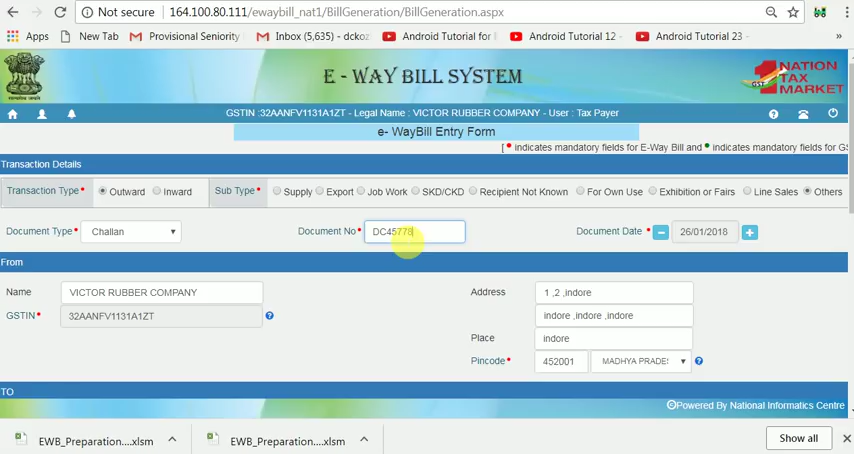 Not secure | 164.100.80.111/ewaybill_nat1/BillGeneration/BillGeneration.aspx
Apps New Tab Provisional Seniority Inbox (5,635) - dckoz Android Tutorial for Android Tutorial 12 - Android Tutorial 23 - »
E - WAY BILL SYSTEM
NATION
TAX
MARKET
GST
GSTIN :32AANFV1131A1ZT - Legal Name : VICTOR RUBBER COMPANY - User : Tax Payer
e- WayBill Entry Form
[ • indicates mandatory fields for E-Way Bill and • indicates mandatory fields for GS
Transaction Details
Transaction Type • Outward Inward Sub Type • Supply Export Job Work SKD/CKD Recipient Not Known For Own Use Exhibition or Fairs Line Sales Others
Document Type • Challan Document No • DC45778 Document Date • 26/01/2018
From
Name VICTOR RUBBER COMPANY Address 1 ,2 ,indore
GSTIN • 32AANFV1131A1ZT indore ,indore ,indore
Place indore
Pincode • 452001 MADHYA PRADES
TO
Powered By National Informatics Centre
EWB_Preparation....xlsm EWB_Preparation....xlsm Show all